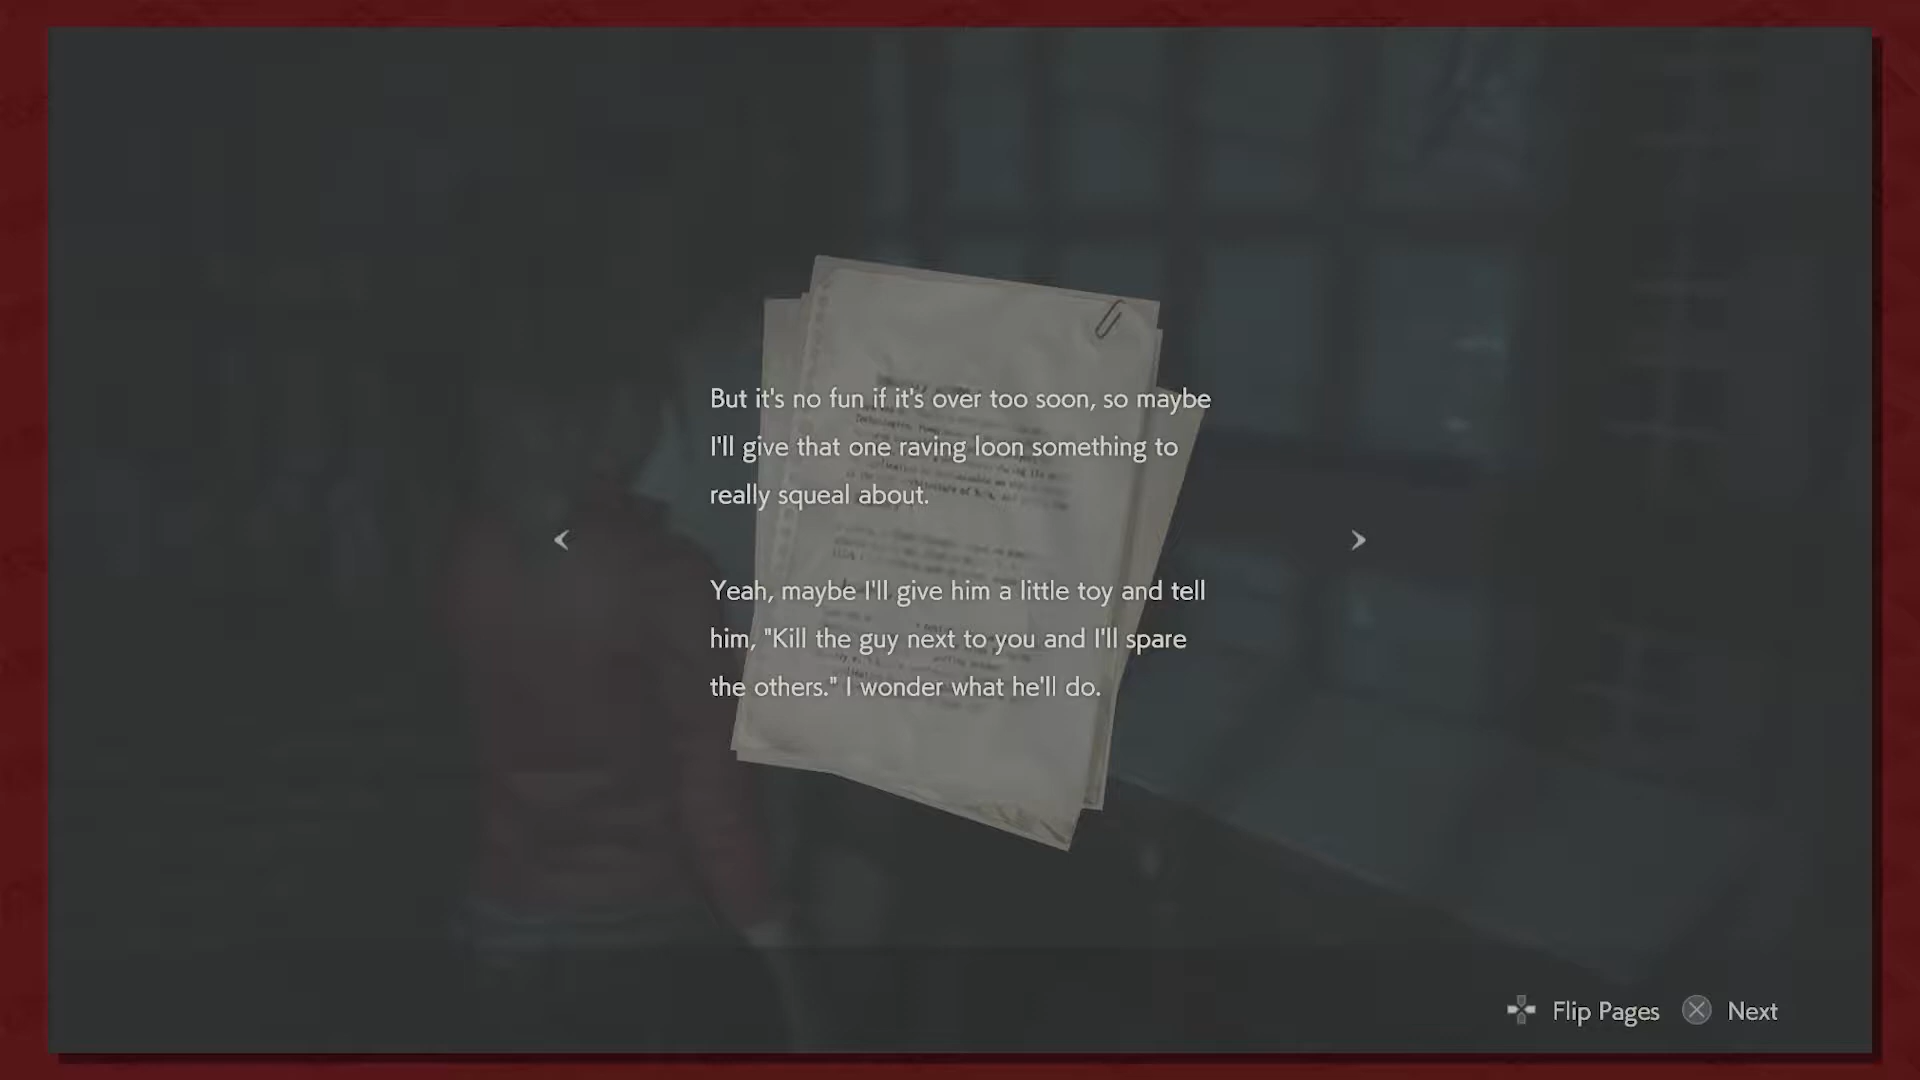 But it's no fun if it's over too soon, so maybe
I'll give that one raving loon something to
really squeal about.
Yeah, maybe I'll give him a little toy and tell
him, "Kill the guy next to you and I'll spare
the others." I wonder what he'll do.
Flip Pages
Next